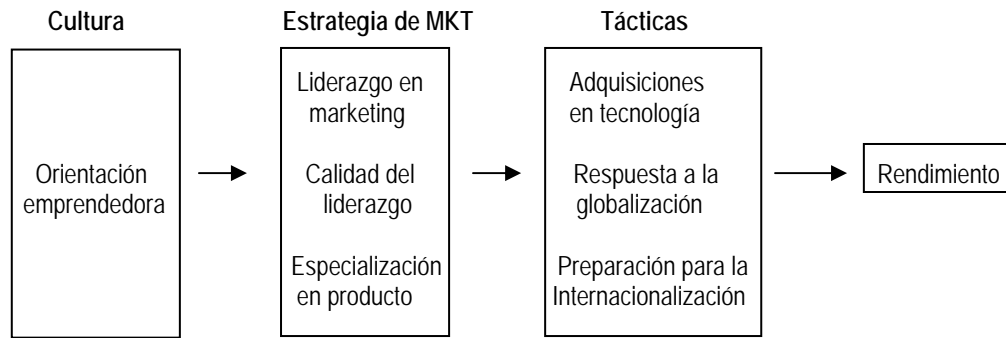 Cultura
Estrategia de MKT
Tácticas
Orientación
emprendedora
Liderazgo en
marketing
Calidad del
liderazgo
Especialización
en producto
Adquisiciones
en tecnología
Respuesta a la
globalización
Preparación para la
Internacionalización
Rendimiento